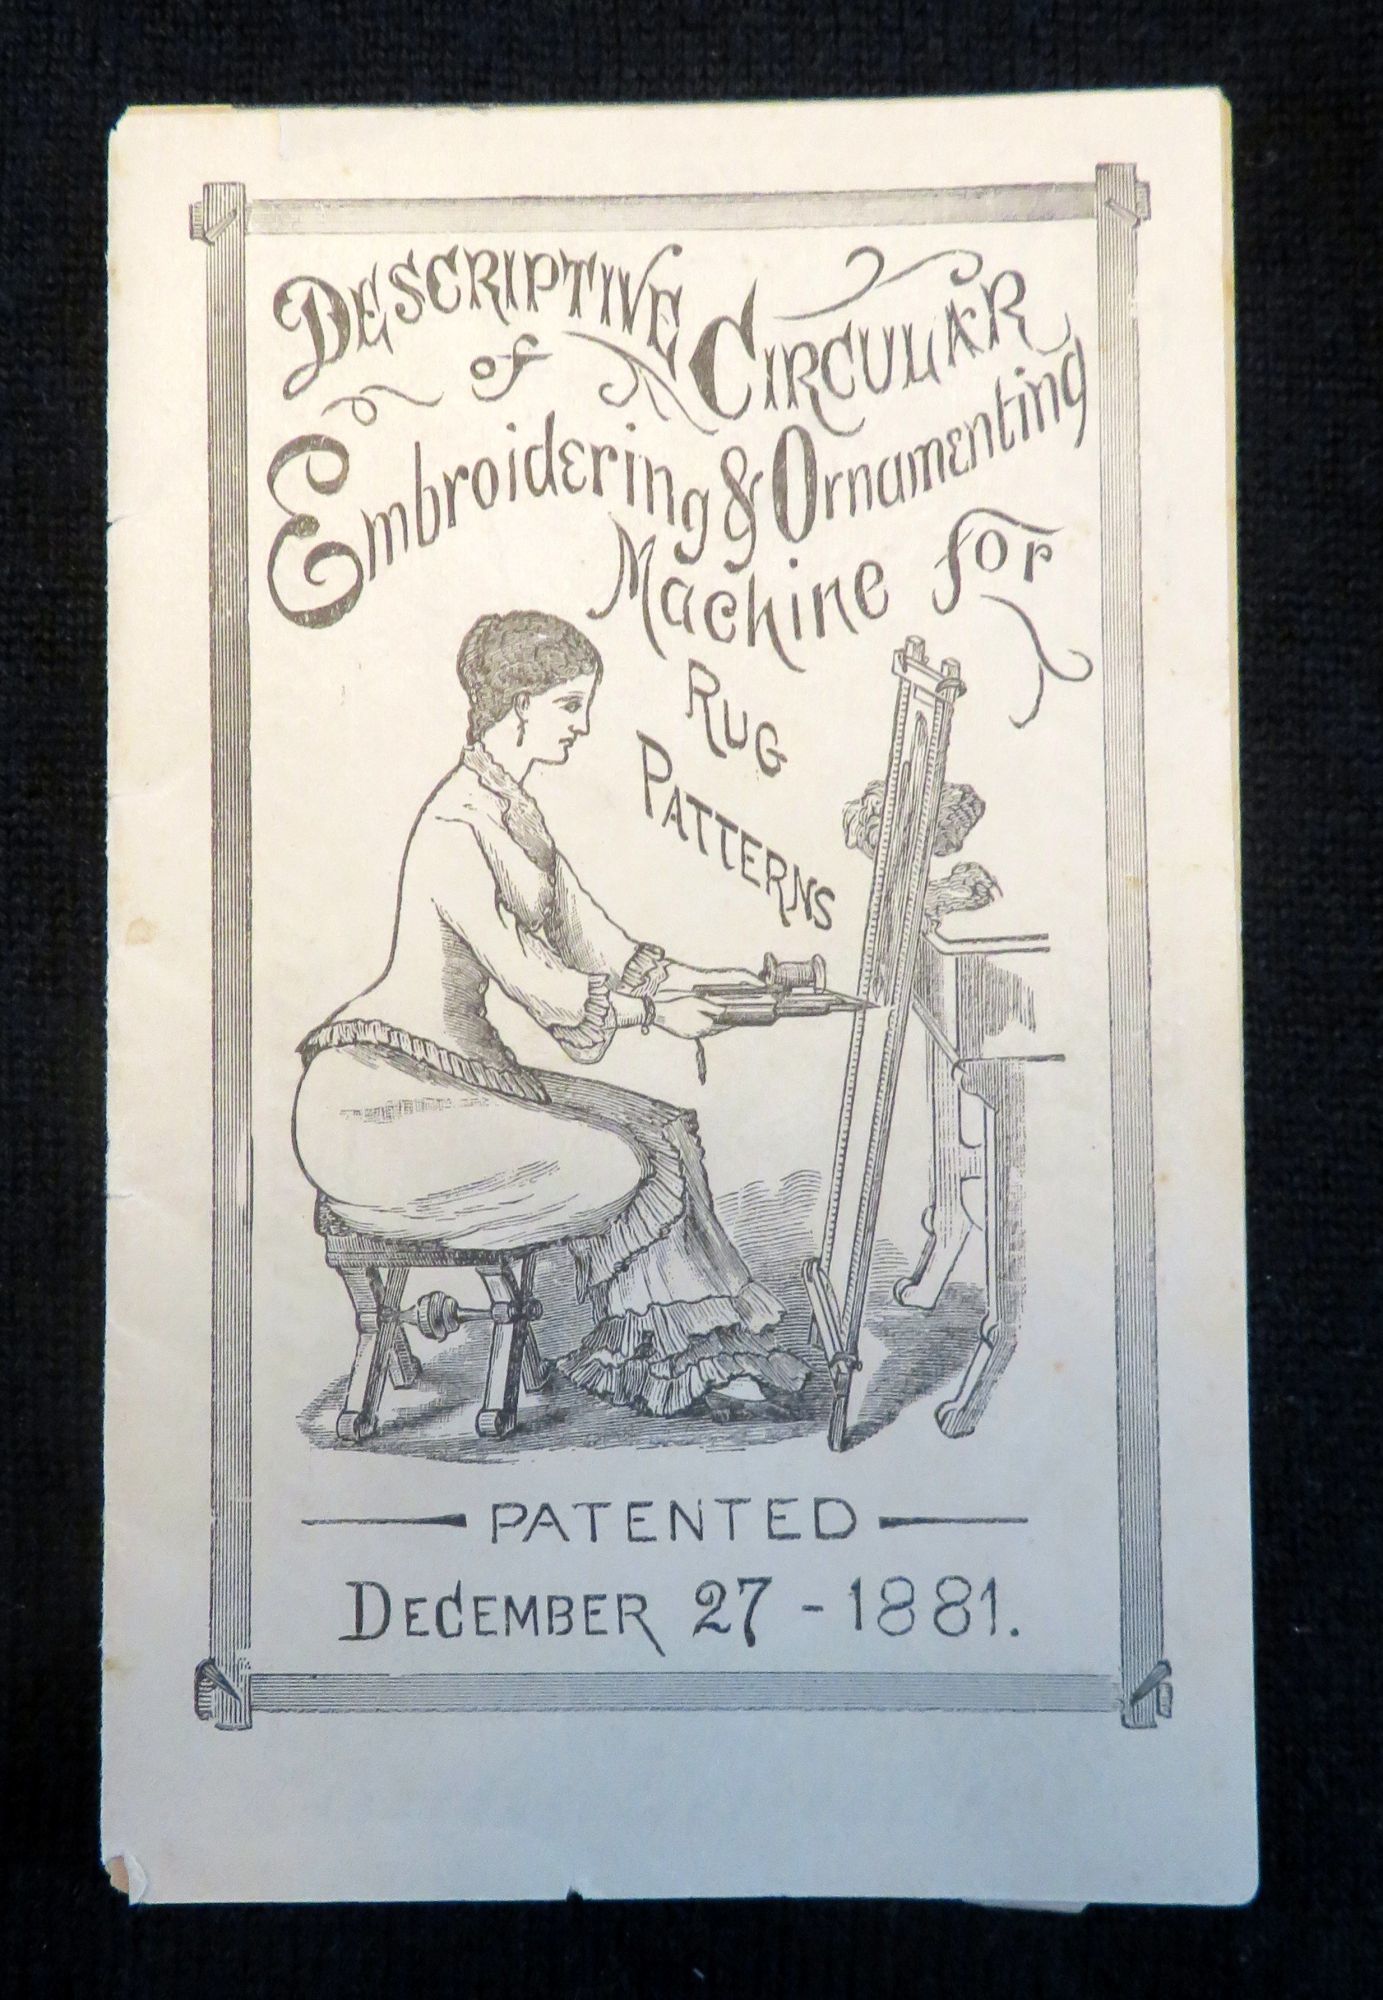 DESCRIPTIVE CIRCULAR
of
Embroidering & Ornamenting
Machine for
RUG
PATTERNS
PATENTED
DECEMBER 27 - 1881.